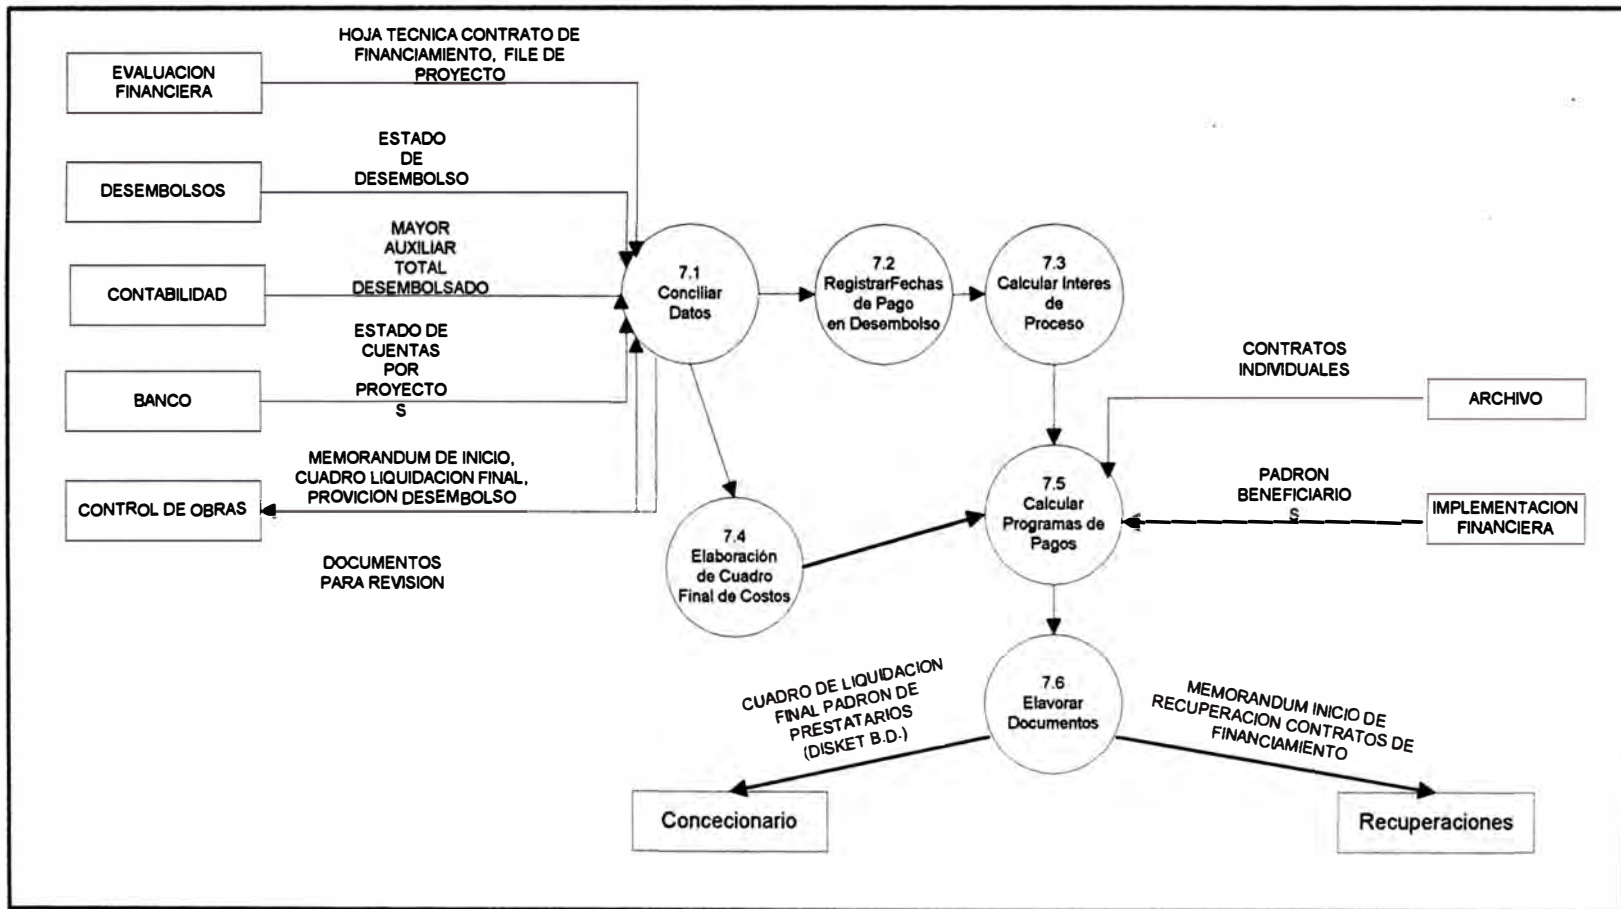 HOJA TECNICA CONTRATO DE
FINANCIAMIENTO, FILE DE
PROYECTO
EVALUACION
FINANCIERA
ESTADO
DE
DESEMBOLSO
DESEMBOLSOS
MAYOR
AUXILIAR
TOTAL
DESEMBOLSADO
CONTABILIDAD
ESTADO DE
CUENTAS
POR
PROYECTO
S
BANCO
MEMORANDUM DE INICIO,
CUADRO LIQUIDACION FINAL,
PROVICION DESEMBOLSO
CONTROL DE OBRAS
DOCUMENTOS
PARA REVISION
7.1
Conciliar
Datos
7.2
RegistrarFechas
de Pago
en Desembolso
7.3
Calcular Interes
de
Proceso
CONTRATOS
INDIVIDUALES
ARCHIVO
7.4
Elaboración
de Cuadro
Final de Costos
7.5
Calcular
Programas de
Pagos
PADRON
BENEFICIARIO
S
IMPLEMENTACION
FINANCIERA
7.6
Elavorar
Documentos
CUADRO DE LIQUIDACION
FINAL PADRON DE
PRESTATARIOS
(DISKET B.D.)
MEMORANDUM INICIO DE
RECUPERACION CONTRATOS DE
FINANCIAMIENTO
Concecionario
Recuperaciones